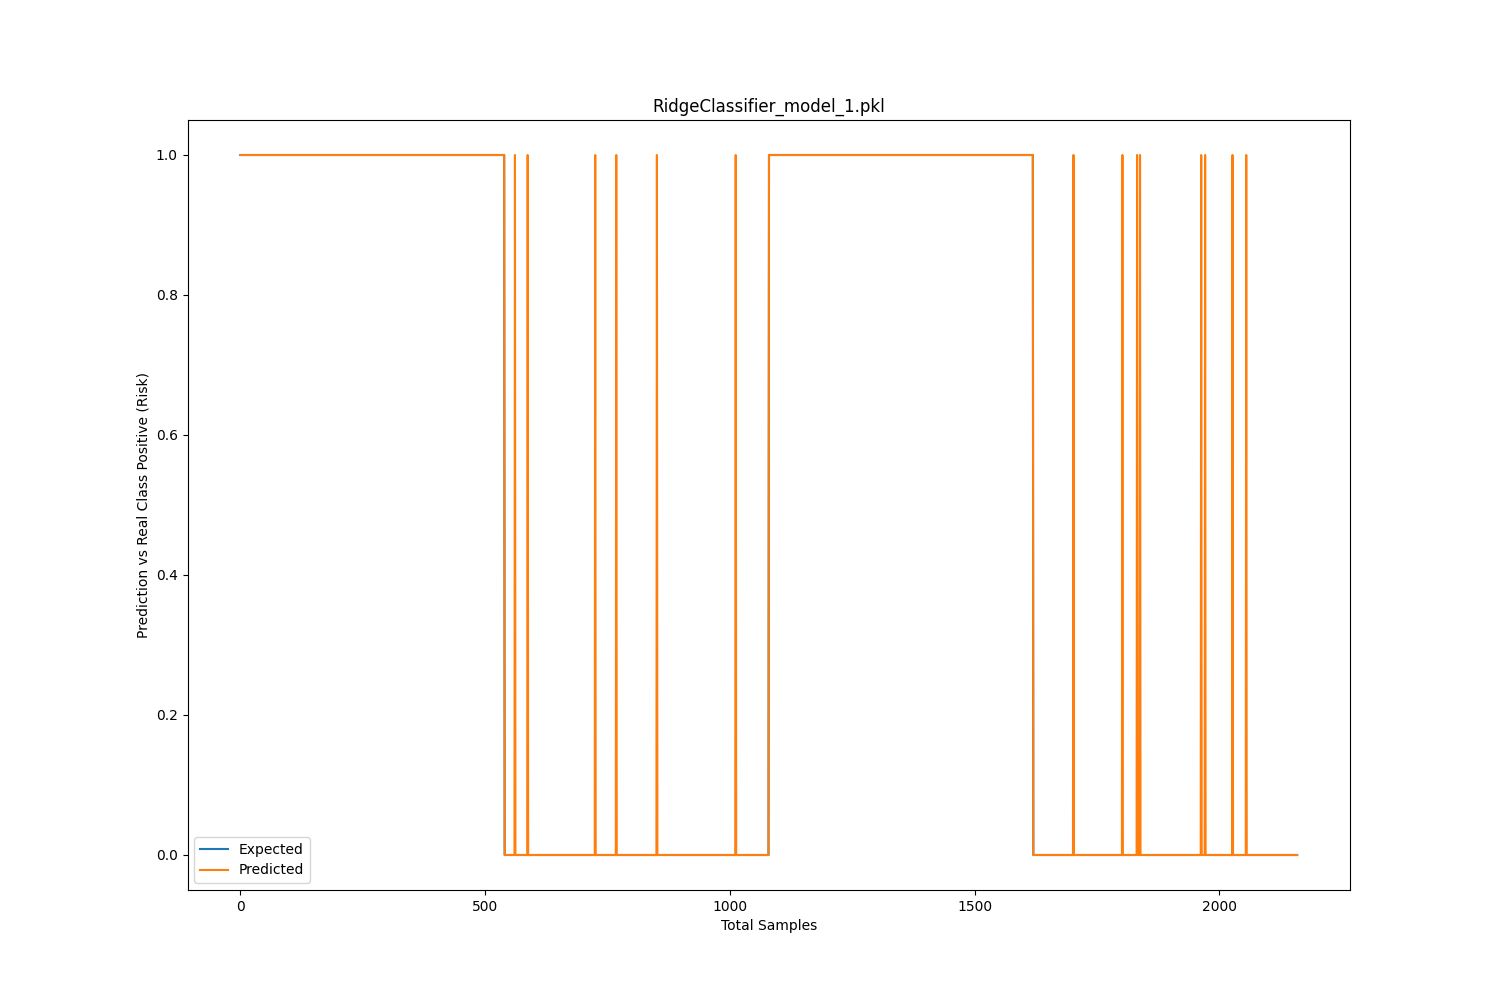 RidgeClassifier_model_1.pkl
Prediction vs Real Class Positive (Risk)
1.0
0.8
0.6
0.4
0.2
0.0
Expected
Predicted
0 500 1000 1500 2000
Total Samples